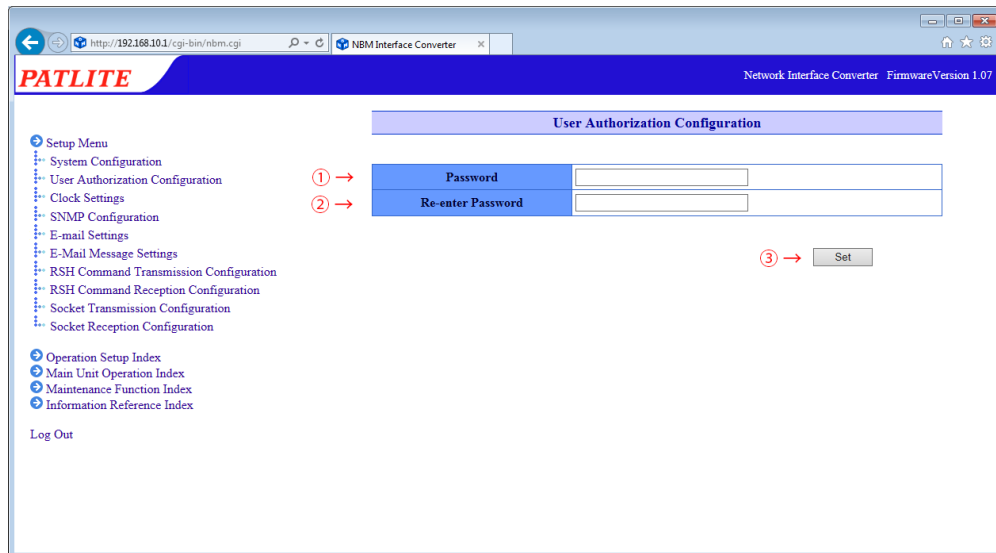 http://192.168.10.1/cgi-bin/nbm.cgi
NBM Interface Converter
PATLITE
Network Interface Converter FirmwareVersion 1.07
User Authorization Configuration
Setup Menu
System Configuration
User Authorization Configuration
Clock Settings
SNMP Configuration
E-mail Settings
E-Mail Message Settings
RSH Command Transmission Configuration
RSH Command Reception Configuration
Socket Transmission Configuration
Socket Reception Configuration
Operation Setup Index
Main Unit Operation Index
Maintenance Function Index
Information Reference Index
Log Out
① → Password
② → Re-enter Password
③ → Set